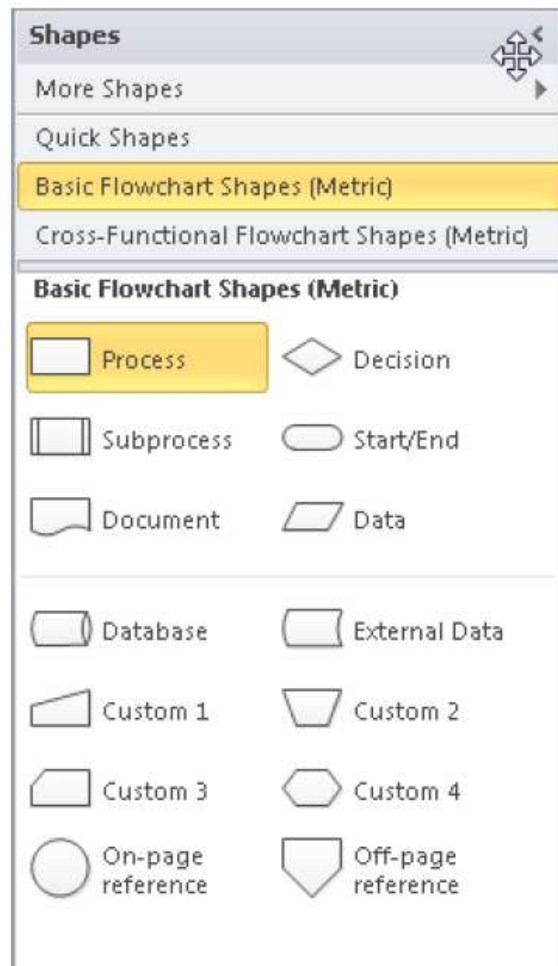 Shapes
More Shapes
Quick Shapes
Basic Flowchart Shapes (Metric)
Cross-Functional Flowchart Shapes (Metric)
Basic Flowchart Shapes (Metric)
Process
Decision
Subprocess
Start/End
Document
Data
Database
External Data
Custom 1
Custom 2
Custom 3
Custom 4
On-page
reference
Off-page
reference